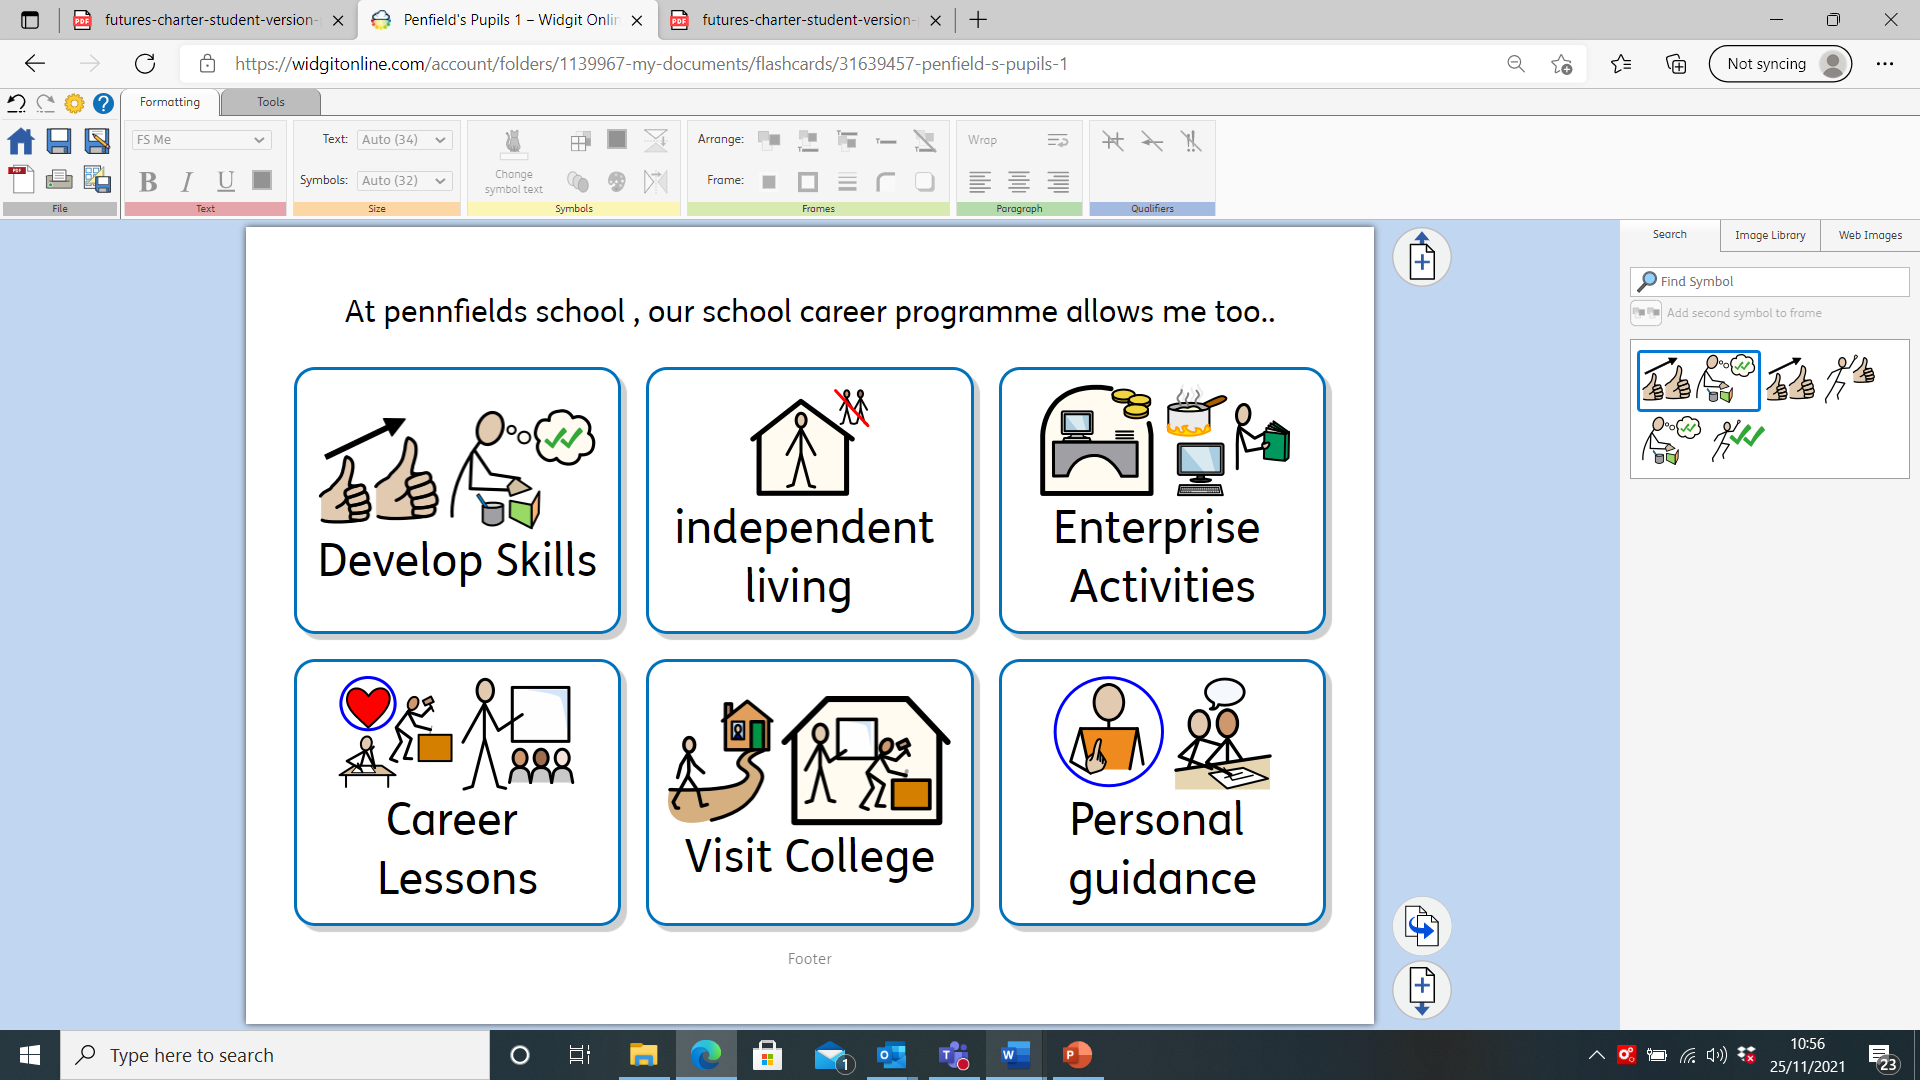 futures-charter-student-version-
Penfield's Pupils 1 – Widgit Onlin
futures-charter-student-version-
https://widgitonline.com/account/folders/1139967-my-documents/flashcards/31639457-penfield-s-pupils-1
Not syncing
Formatting
Tools
FS Me
Text:
Auto (34)
Symbols:
Auto (32)
Change
symbol text
Arrange:
Frame:
Wrap
B I U
File
Text
Size
Symbols
Frames
Paragraph
Qualifiers
Search
Image Library
Web Images
Find Symbol
Add second symbol to frame
At pennfields school , our school career programme allows me too..
Develop Skills
independent
living
Enterprise
Activities
Career
Lessons
Visit College
Personal
guidance
Footer
Type here to search
1
10:56
25/11/2021
23